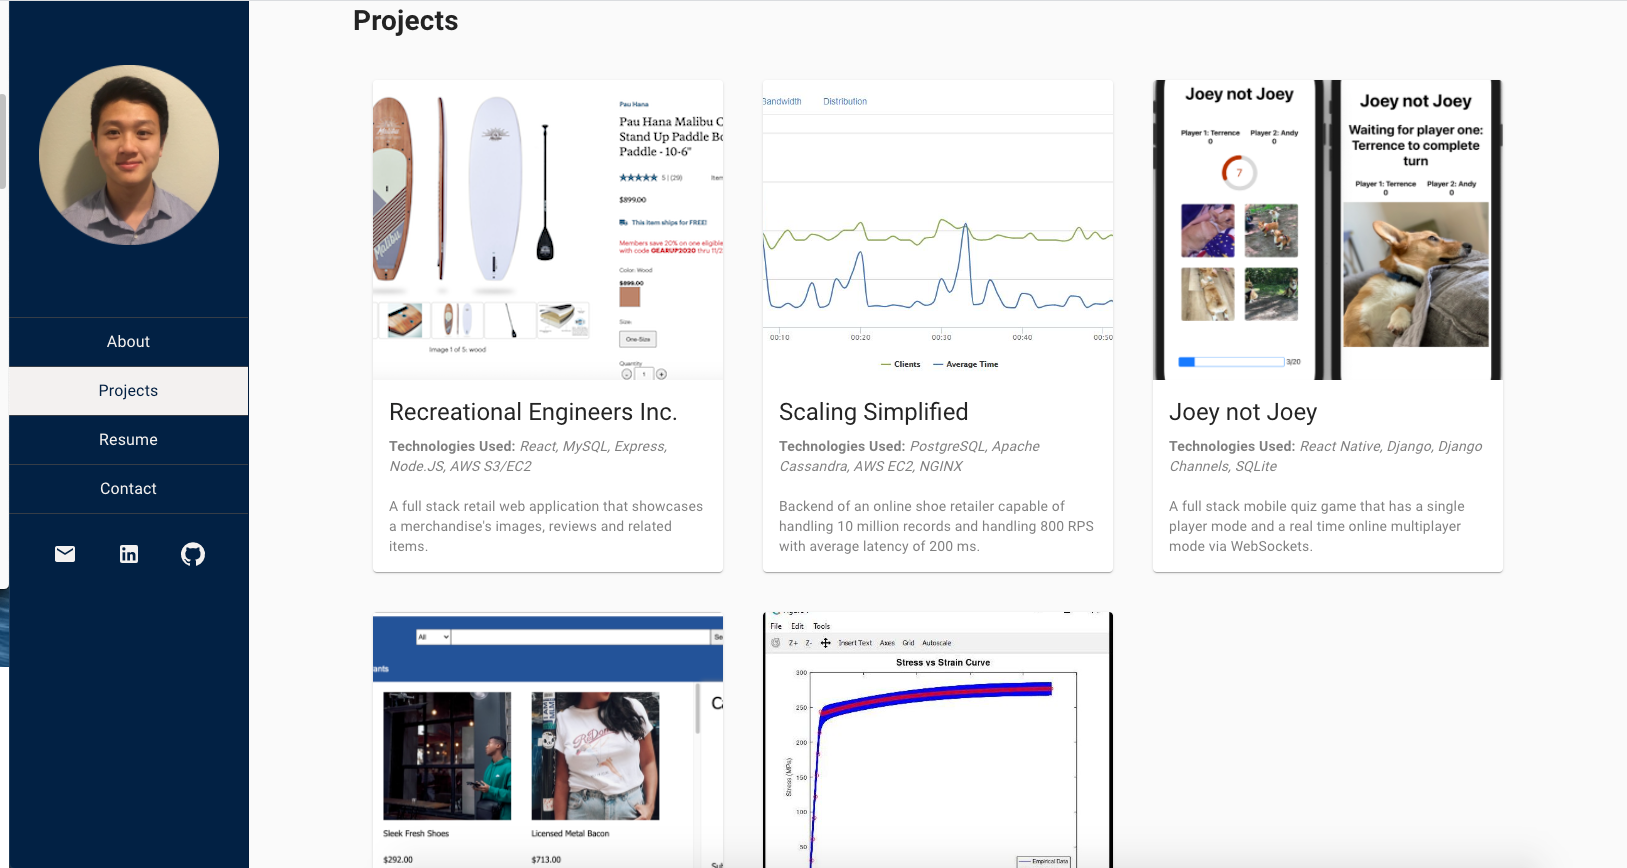 Projects
About
Projects
Resume
Contact
Pau Hana
Pau Hana Malibu C
Stand Up Paddle Bo
Paddle - 10-6"
5 | (29)
Item
$899.00
This item ships for FREE!
Members save 20% on one eligible
with code GEARUP2020 thru 11/2
Color: Wood
$899.00
Size:
One-Size
Quantity
- 1 +
Image 1 of 5: wood
Recreational Engineers Inc.
Technologies Used: React, MySQL, Express,
Node.JS, AWS S3/EC2
A full stack retail web application that showcases
a merchandise's images, reviews and related
items.
Bandwidth Distribution
00:10 00:20 00:30 00:40 00:50
Clients Average Time
Scaling Simplified
Technologies Used: PostgreSQL, Apache
Cassandra, AWS EC2, NGINX
Backend of an online shoe retailer capable of
handling 10 million records and handling 800 RPS
with average latency of 200 ms.
Joey not Joey
Player 1: Terrence Player 2: Andy
0 0
7
3/20
Joey not Joey
Waiting for player one:
Terrence to complete
turn
Player 1: Terrence Player 2: Andy
0 0
Joey not Joey
Technologies Used: React Native, Django, Django
Channels, SQLite
A full stack mobile quiz game that has a single
player mode and a real time online multiplayer
mode via WebSockets.
All
Se
ants
Ca
Sleek Fresh Shoes
$292.00
Licensed Metal Bacon
$713.00
Sul
File Edit Tools
Z+ Z- Insert Text Axes Grid Autoscale
Stress vs Strain Curve
300
250
200
150
100
50
Stress (MPa)
Empirical Data